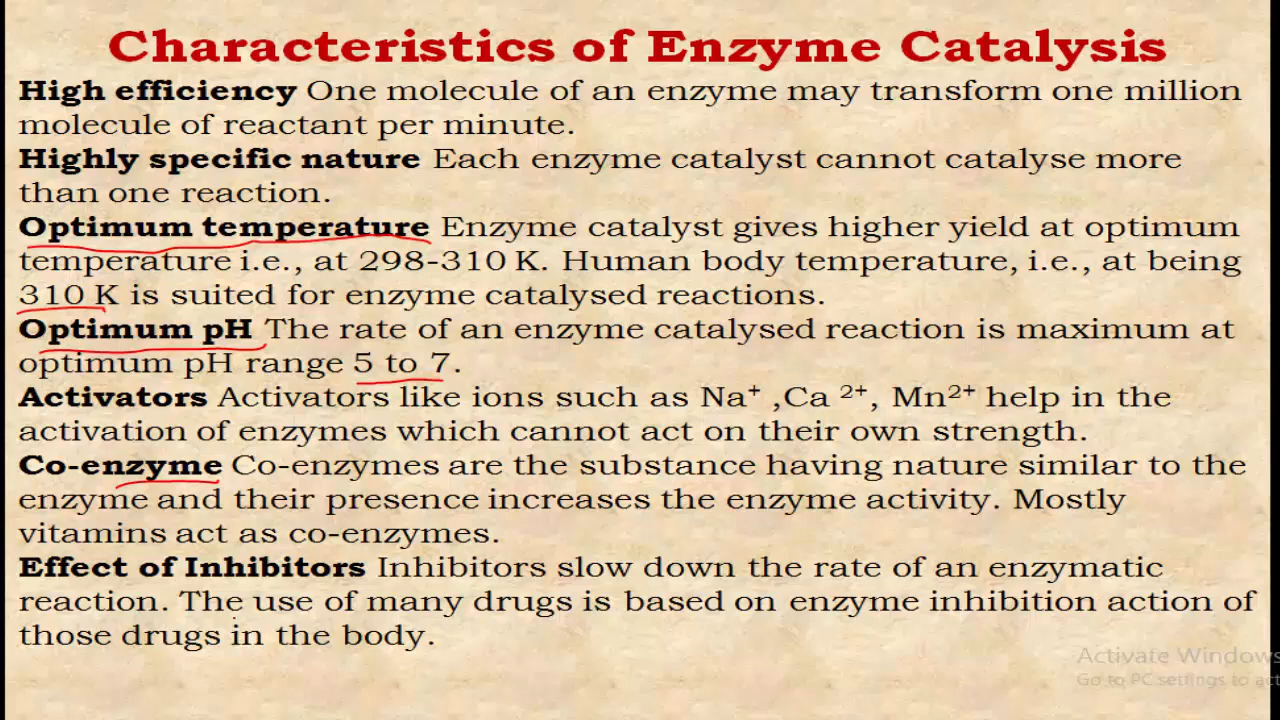 Characteristics of Enzyme Catalysis
High efficiency One molecule of an enzyme may transform one million
molecule of reactant per minute.
Highly specific nature Each enzyme catalyst cannot catalyse more
than one reaction.
Optimum temperature Enzyme catalyst gives higher yield at optimum
temperature i.e., at 298-310 K. Human body temperature, i.e., at being
310 K is suited for enzyme catalysed reactions.
Optimum pH The rate of an enzyme catalysed reaction is maximum at
optimum pH range 5 to 7.
Activators Activators like ions such as Na⁺ ,Ca ²⁺, Mn²⁺ help in the
activation of enzymes which cannot act on their own strength.
Co-enzyme Co-enzymes are the substance having nature similar to the
enzyme and their presence increases the enzyme activity. Mostly
vitamins act as co-enzymes.
Effect of Inhibitors Inhibitors slow down the rate of an enzymatic
reaction. The use of many drugs is based on enzyme inhibition action of
those drugs in the body.
Activate Windows
Go to PC settings to act